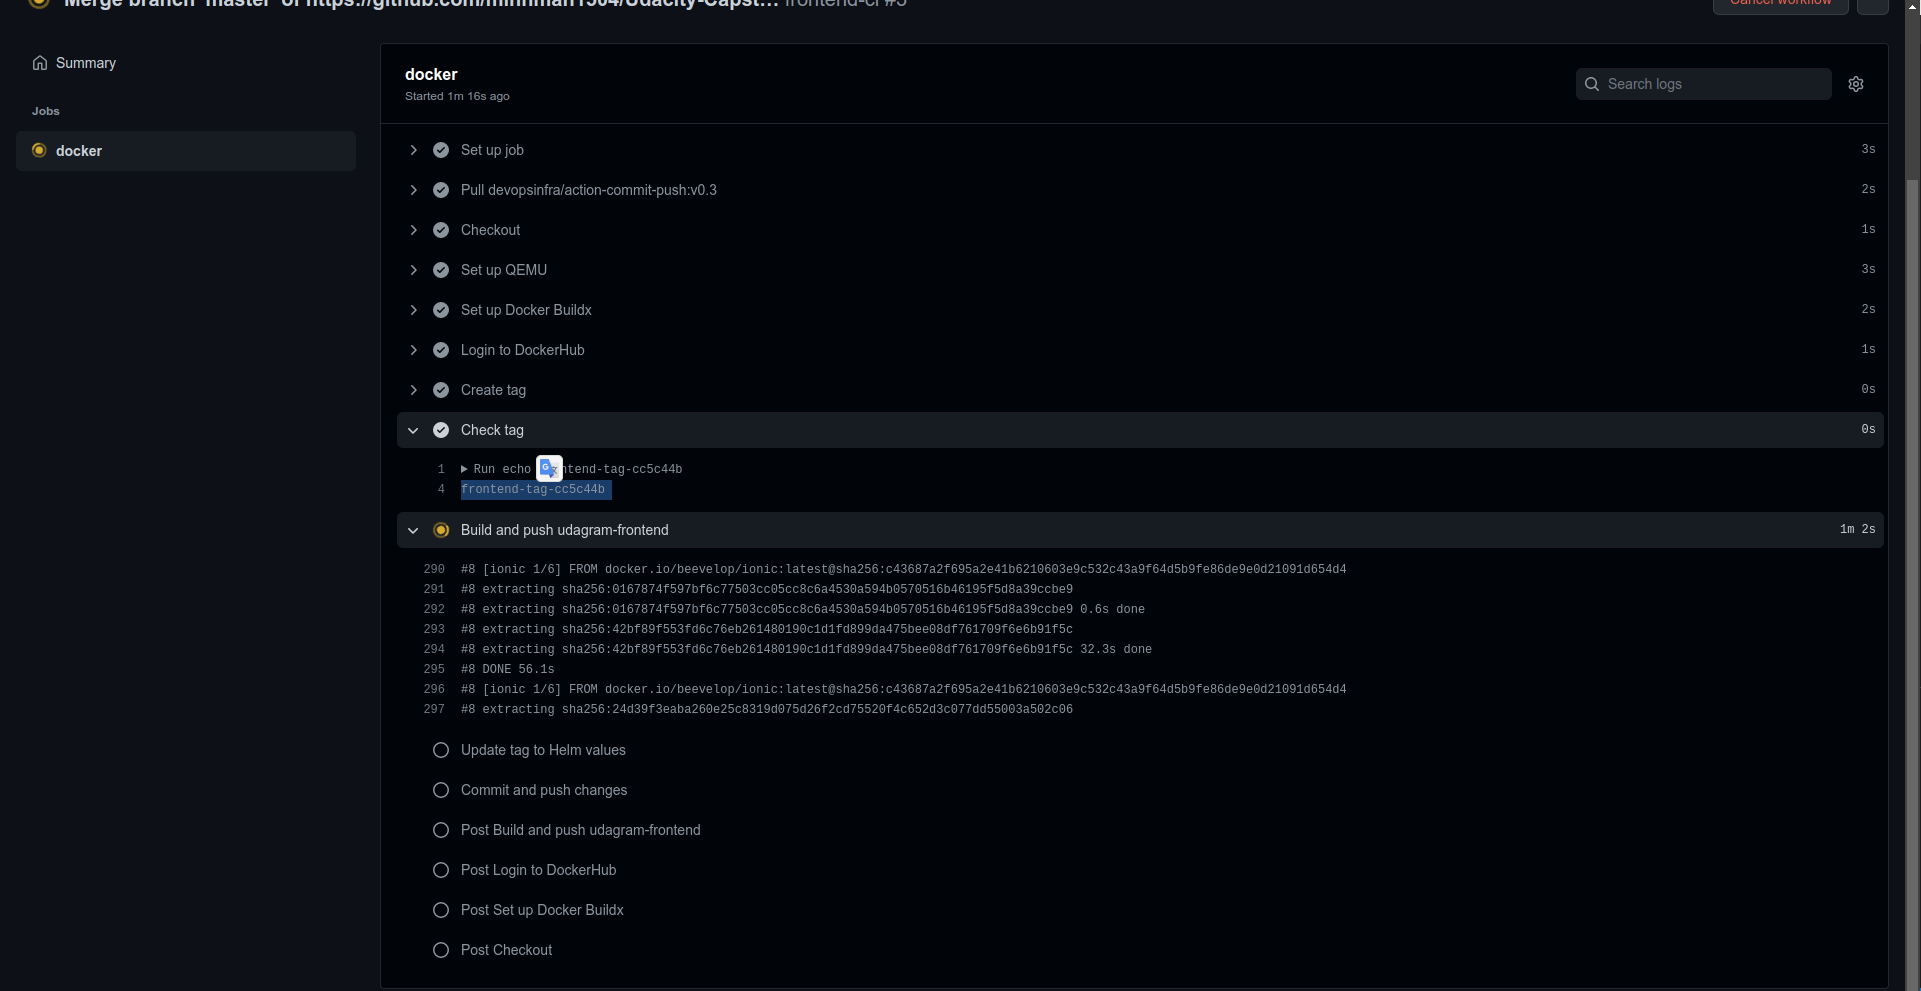 Merge branch 'master' of https://github.com/minhman1504/Udacity-Capst... frontend-ci #5
Cancel workflow
Summary
Jobs
docker
docker
Started 1m 16s ago
Search logs
Set up job
3s
Pull devopsinfra/action-commit-push:v0.3
2s
Checkout
1s
Set up QEMU
3s
Set up Docker Buildx
2s
Login to DockerHub
1s
Create tag
0s
Check tag
0s
1 Run echo ntend-tag-cc5c44b
4 frontend-tag-cc5c44b
Build and push udagram-frontend
1m 2s
290 #8 [ionic 1/6] FROM docker.io/beevelop/ionic:latest@sha256:c43687a2f695a2e41b6210603e9c532c43a9f64d5b9fe86de9e0d21091d654d4
291 #8 extracting sha256:0167874f597bf6c77503cc05cc8c6a4530a594b0570516b46195f5d8a39ccbe9
292 #8 extracting sha256:0167874f597bf6c77503cc05cc8c6a4530a594b0570516b46195f5d8a39ccbe9 0.6s done
293 #8 extracting sha256:42bf89f553fd6c76eb261480190c1d1fd899da475bee08df761709f6e6b91f5c
294 #8 extracting sha256:42bf89f553fd6c76eb261480190c1d1fd899da475bee08df761709f6e6b91f5c 32.3s done
295 #8 DONE 56.1s
296 #8 [ionic 1/6] FROM docker.io/beevelop/ionic:latest@sha256:c43687a2f695a2e41b6210603e9c532c43a9f64d5b9fe86de9e0d21091d654d4
297 #8 extracting sha256:24d39f3eaba260e25c8319d075d26f2cd75520f4c652d3c077dd55003a502c06
Update tag to Helm values
Commit and push changes
Post Build and push udagram-frontend
Post Login to DockerHub
Post Set up Docker Buildx
Post Checkout